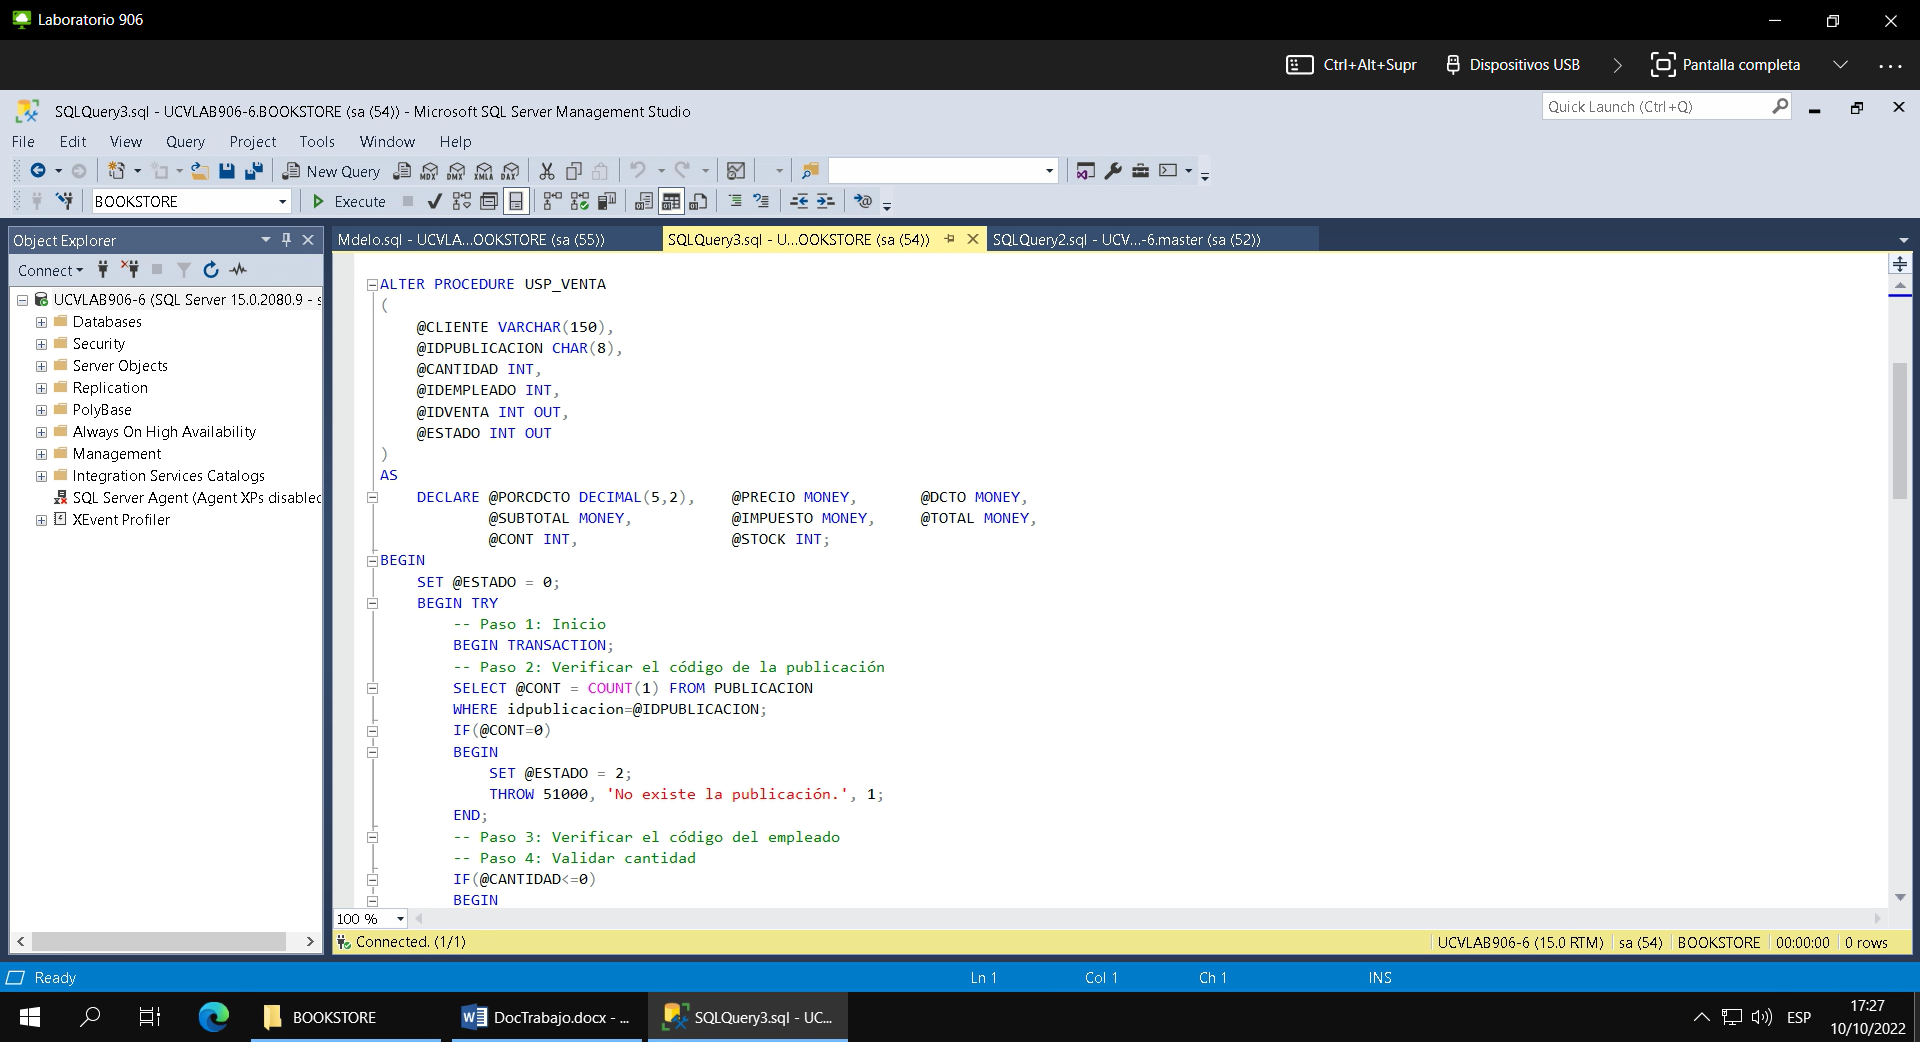 Laboratorio 906
Ctrl+Alt+Supr
Dispositivos USB
Pantalla completa
SQLQuery3.sql - UCVLAB906-6.BOOKSTORE (sa (54)) - Microsoft SQL Server Management Studio
Quick Launch (Ctrl+Q)
File Edit View Query Project Tools Window Help
New Query
MDX DMX XMLA DAX
BOOKSTORE
Execute
Object Explorer
Mdelo.sql - UCVLA...OOKSTORE (sa (55))
SQLQuery3.sql - U...OOKSTORE (sa (54))
SQLQuery2.sql - UCV...-6.master (sa (52))
Connect
UCVLAB906-6 (SQL Server 15.0.2080.9 - s
Databases
Security
Server Objects
Replication
PolyBase
Always On High Availability
Management
Integration Services Catalogs
SQL Server Agent (Agent XPs disabled
XEvent Profiler
ALTER PROCEDURE USP_VENTA
(
@CLIENTE VARCHAR(150),
@IDPUBLICACION CHAR(8),
@CANTIDAD INT,
@IDEMPLEADO INT,
@IDVENTA INT OUT,
@ESTADO INT OUT
)
AS
DECLARE @PORCDCTO DECIMAL(5,2), @PRECIO MONEY, @DCTO MONEY,
@SUBTOTAL MONEY, @IMPUESTO MONEY, @TOTAL MONEY,
@CONT INT, @STOCK INT;
BEGIN
SET @ESTADO = 0;
BEGIN TRY
-- Paso 1: Inicio
BEGIN TRANSACTION;
-- Paso 2: Verificar el código de la publicación
SELECT @CONT = COUNT(1) FROM PUBLICACION
WHERE idpublicacion=@IDPUBLICACION;
IF(@CONT=0)
BEGIN
SET @ESTADO = 2;
THROW 51000, 'No existe la publicación.', 1;
END;
-- Paso 3: Verificar el código del empleado
-- Paso 4: Validar cantidad
IF(@CANTIDAD<=0)
BEGIN
100 %
Connected. (1/1)
UCVLAB906-6 (15.0 RTM) sa (54) BOOKSTORE 00:00:00 0 rows
Ready
Ln 1 Col 1 Ch 1 INS
BOOKSTORE
DocTrabajo.docx - ...
SQLQuery3.sql - UC...
ESP
17:27
10/10/2022